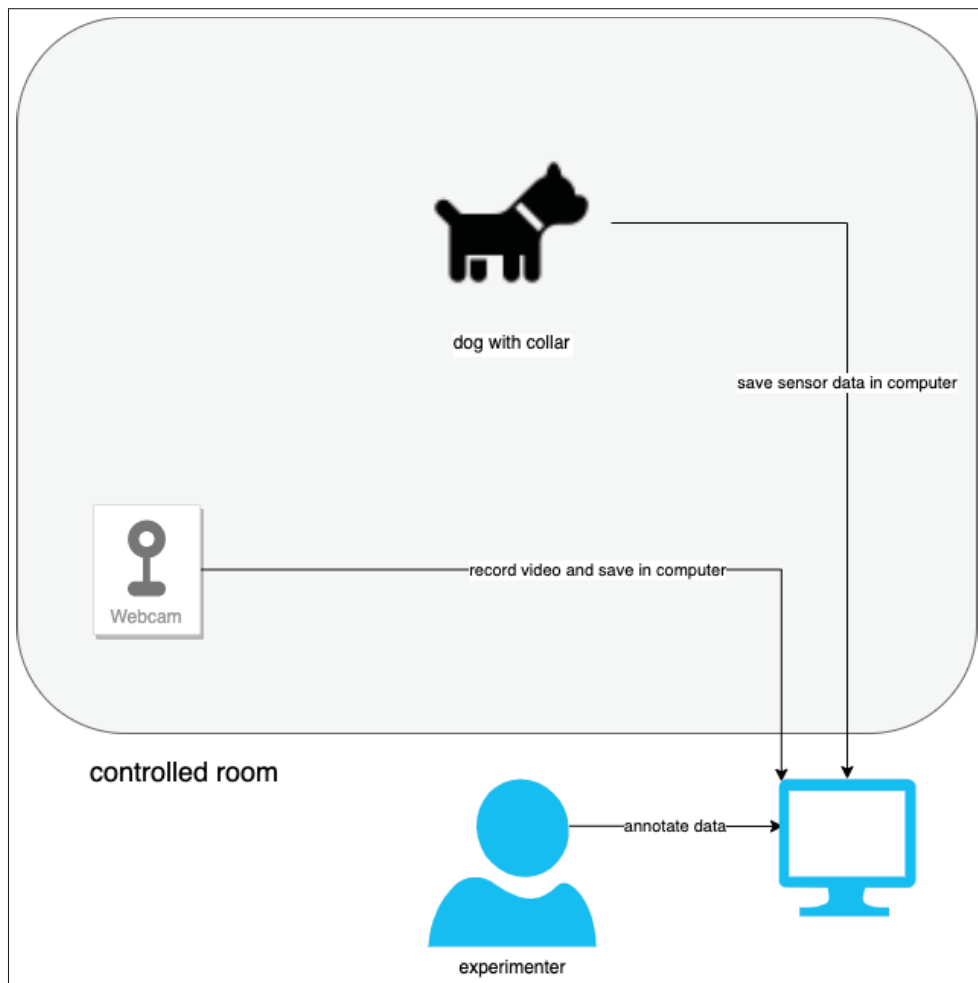 dog with collar
save sensor data in computer
record video and save in computer
Webcam
controlled room
annotate data
experimenter